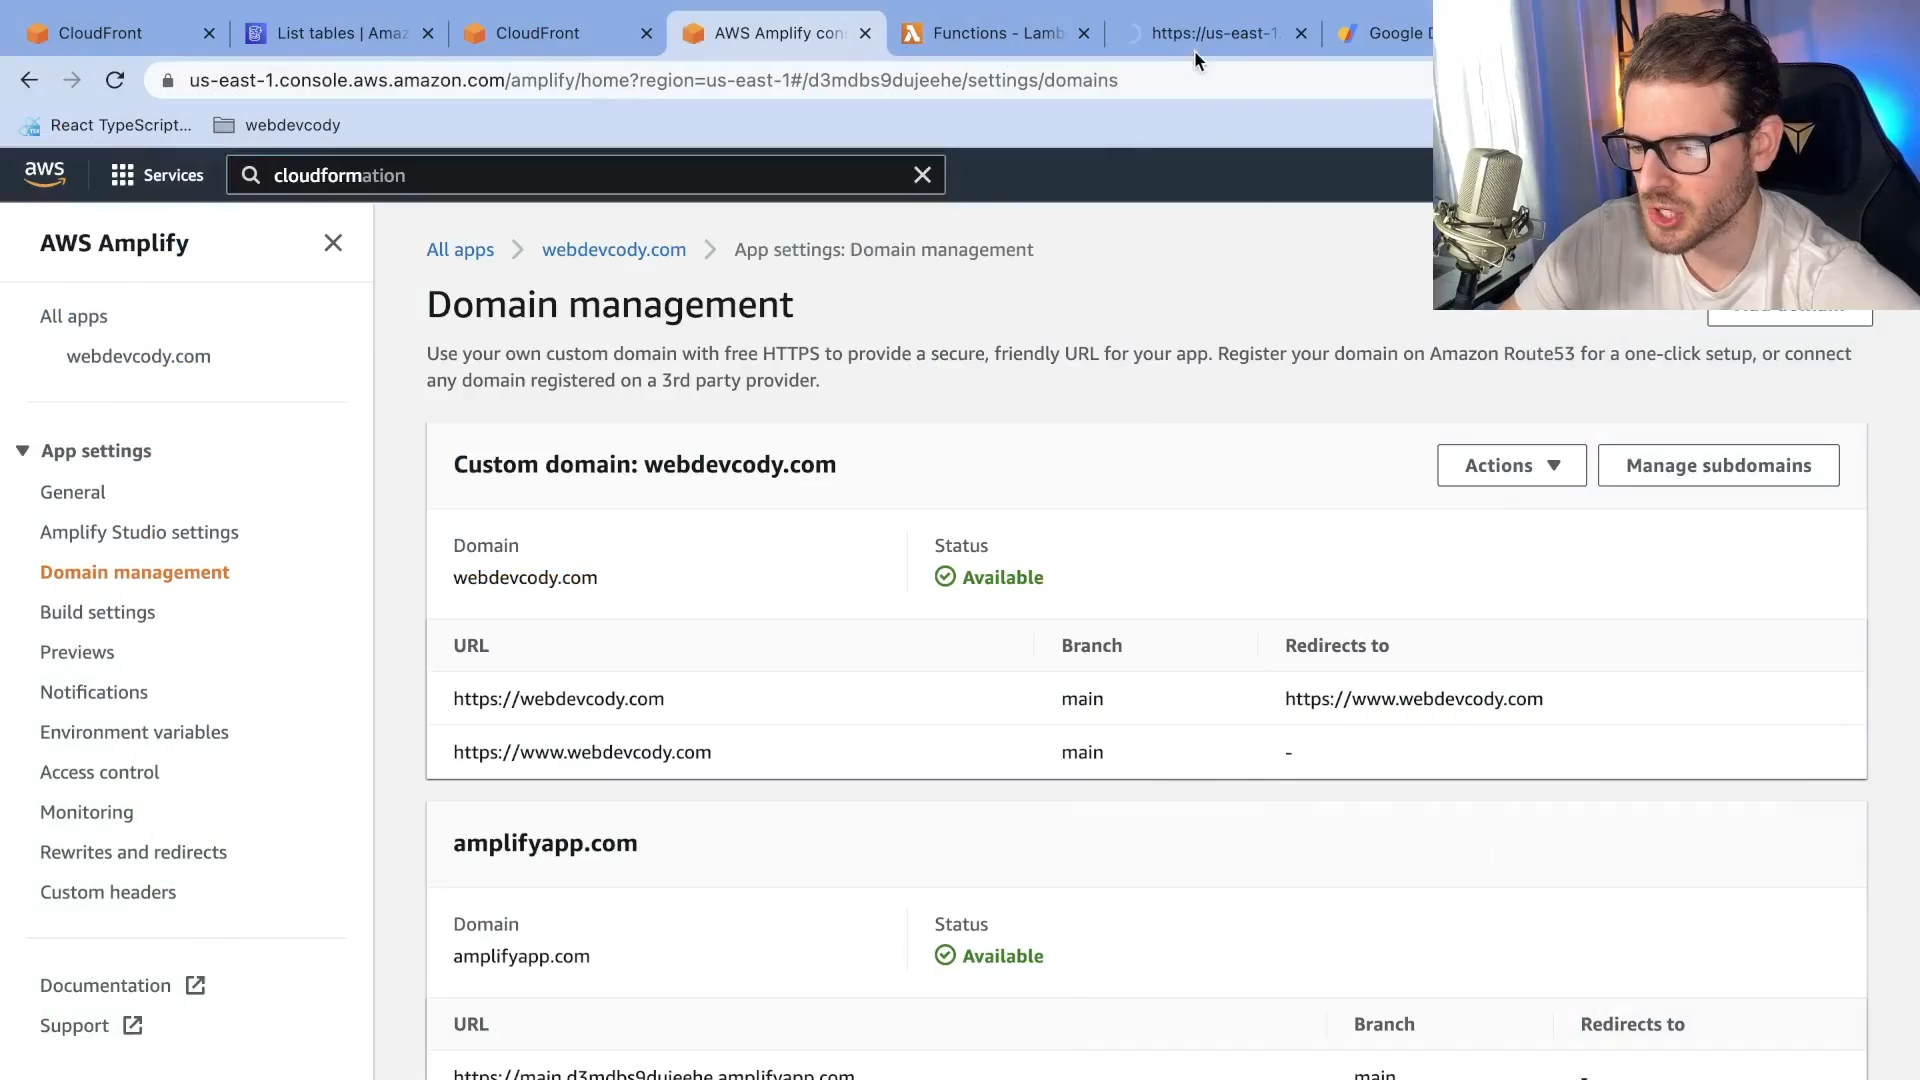 CloudFront
List tables | Amaz
CloudFront
AWS Amplify con
Functions - Lamb
https://us-east-1.
Google D
us-east-1.console.aws.amazon.com/amplify/home?region=us-east-1#/d3mdbs9dujeehe/settings/domains
React TypeScript...
webdevcody
aws
Services
cloudformation
AWS Amplify
All apps
webdevcody.com
App settings
General
Amplify Studio settings
Domain management
Build settings
Previews
Notifications
Environment variables
Access control
Monitoring
Rewrites and redirects
Custom headers
Documentation
Support
All apps
webdevcody.com
App settings: Domain management
Domain management
Use your own custom domain with free HTTPS to provide a secure, friendly URL for your app. Register your domain on Amazon Route53 for a one-click setup, or connect
any domain registered on a 3rd party provider.
Custom domain: webdevcody.com
Actions
Manage subdomains
Domain
webdevcody.com
Status
Available
URL
Branch
Redirects to
https://webdevcody.com
main
https://www.webdevcody.com
https://www.webdevcody.com
main
-
amplifyapp.com
Domain
amplifyapp.com
Status
Available
URL
Branch
Redirects to
https://main.d3mdbs9dujeehe.amplifyapp.com
main
-